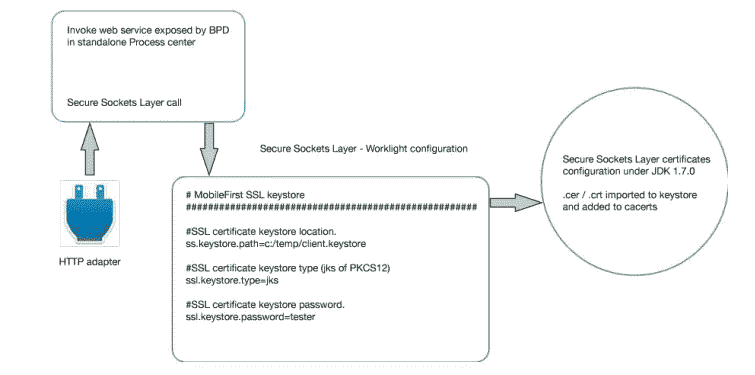 Invoke web service exposed by BPD
in standalone Process center
Secure Sockets Layer call
HTTP adapter
Secure Sockets Layer - Worklight configuration
# MobileFirst SSL keystore
#####################################################
#SSL certificate keystore location.
ss.keystore.path=c:/temp/client.keystore
#SSL certificate keystore type (jks of PKCS12)
ssl.keystore.type=jks
#SSL certificate keystore password.
ssl.keystore.password=tester
Secure Sockets Layer certificates
configuration under JDK 1.7.0
.cer / .crt imported to keystore
and added to cacerts